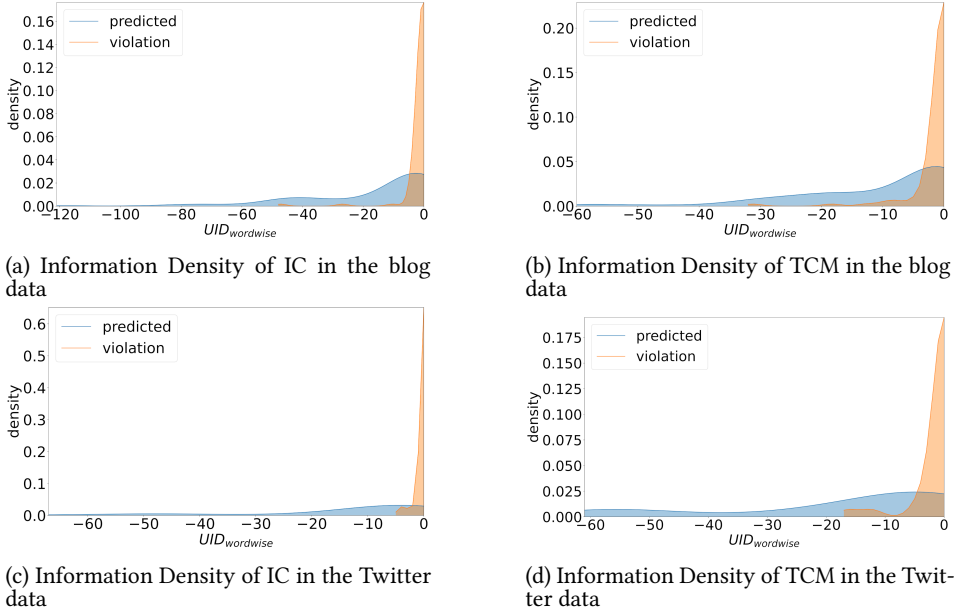 0.16
0.14
0.12
0.10
0.08
0.06
0.04
0.02
0.00
density
predicted
violation
−120 −100 −80 −60 −40 −20 0
UIDwordwise
(a) Information Density of IC in the blog
data
0.20
0.15
0.10
0.05
0.00
density
predicted
violation
−60 −50 −40 −30 −20 −10 0
UIDwordwise
(b) Information Density of TCM in the blog
data
0.6
0.5
0.4
0.3
0.2
0.1
0.0
density
predicted
violation
−60 −50 −40 −30 −20 −10 0
UIDwordwise
(c) Information Density of IC in the Twitter
data
0.175
0.150
0.125
0.100
0.075
0.050
0.025
0.000
density
predicted
violation
−60 −50 −40 −30 −20 −10 0
UIDwordwise
(d) Information Density of TCM in the Twit-
ter data